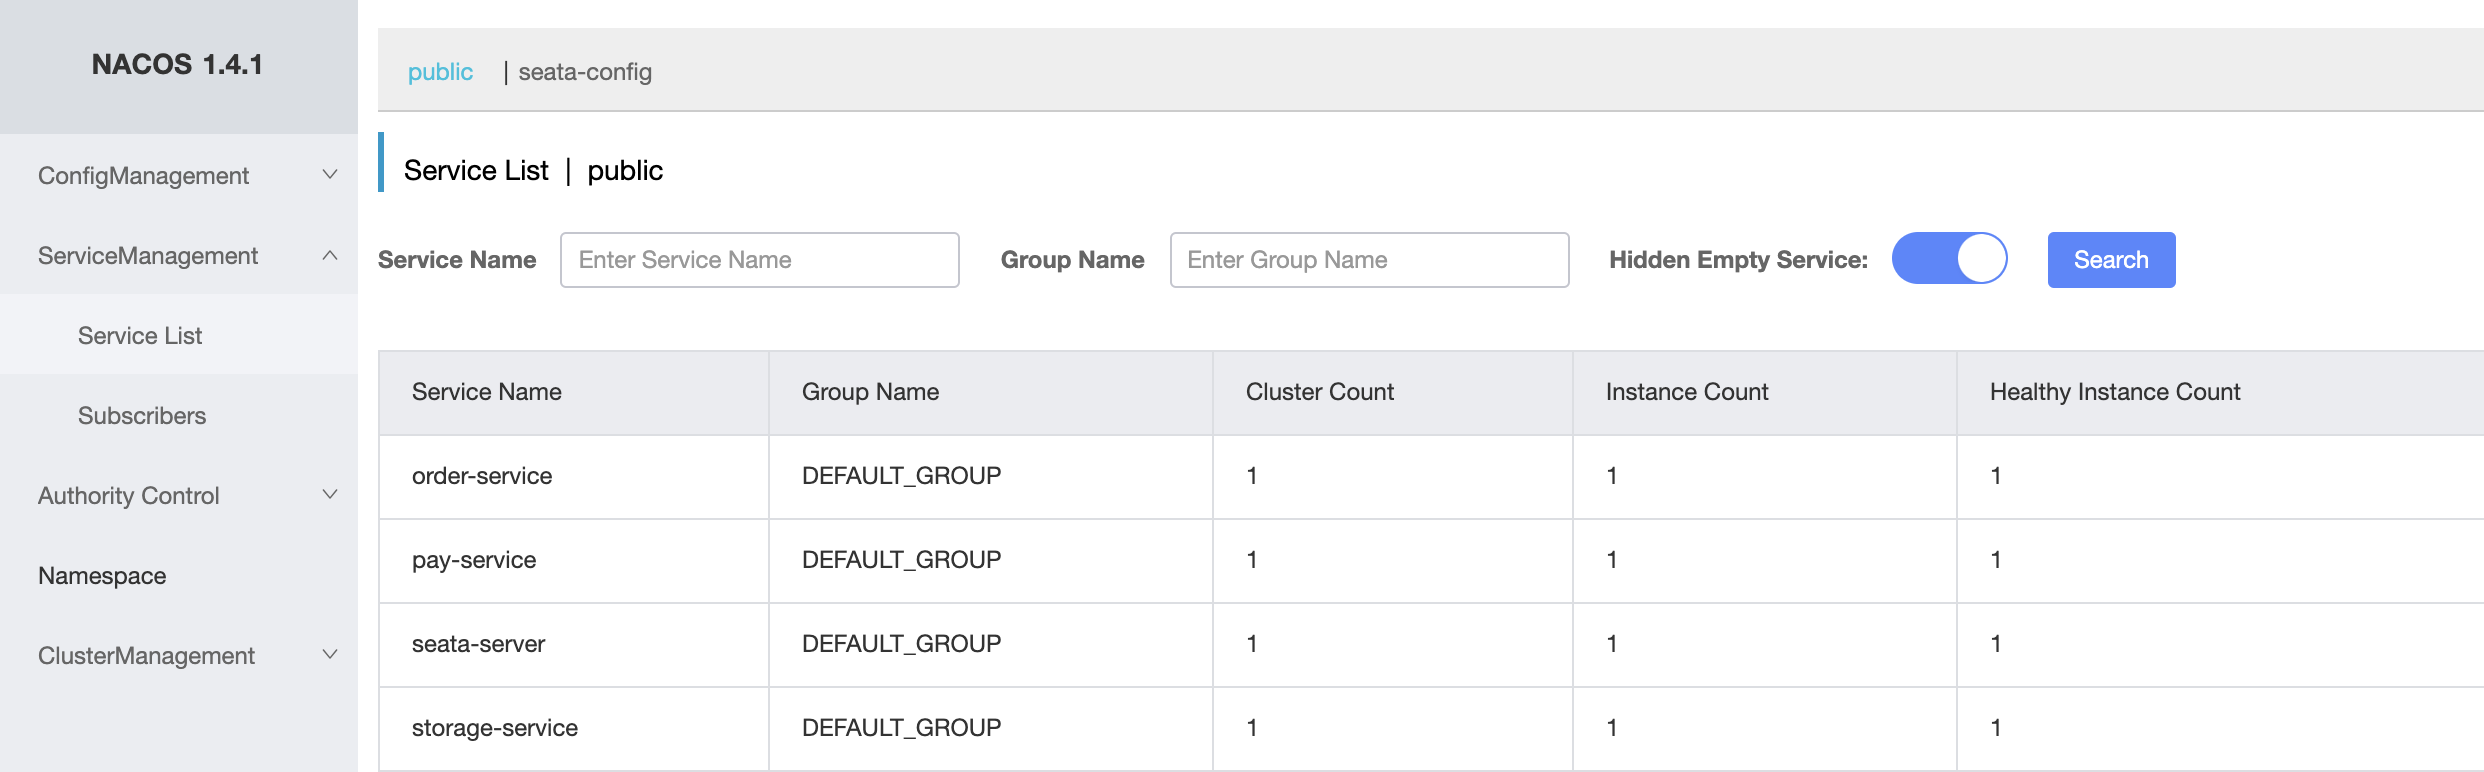 NACOS 1.4.1
ConfigManagement
ServiceManagement
Service List
Subscribers
Authority Control
Namespace
ClusterManagement
public | seata-config
Service List | public
Service Name Enter Service Name Group Name Enter Group Name Hidden Empty Service: Search
Service Name Group Name Cluster Count Instance Count Healthy Instance Count
order-service DEFAULT_GROUP 1 1 1
pay-service DEFAULT_GROUP 1 1 1
seata-server DEFAULT_GROUP 1 1 1
storage-service DEFAULT_GROUP 1 1 1